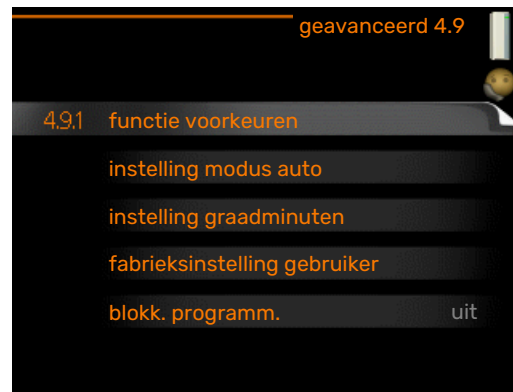 geavanceerd 4.9
4.9.1 functie voorkeuren
instelling modus auto
instelling graadminuten
fabrieksinstelling gebruiker
blokk. programm. uit